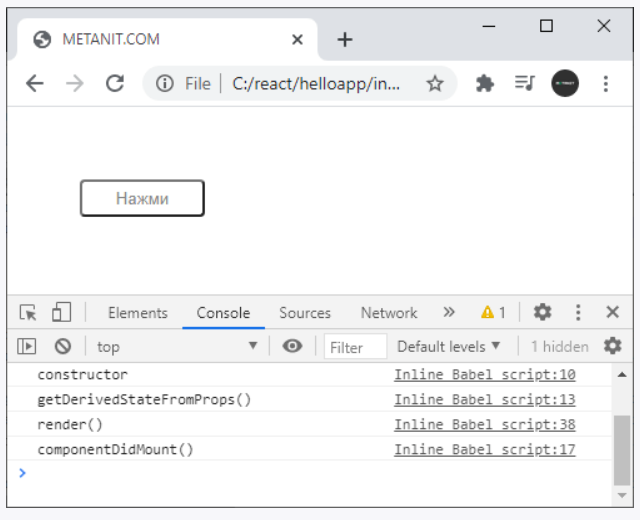 METANIT.COM
File C:/react/helloapp/in...
Нажми
Elements Console Sources Network » 1
top Filter Default levels 1 hidden
constructor Inline Babel script:10
getDerivedStateFromProps() Inline Babel script:13
render() Inline Babel script:38
componentDidMount() Inline Babel script:17